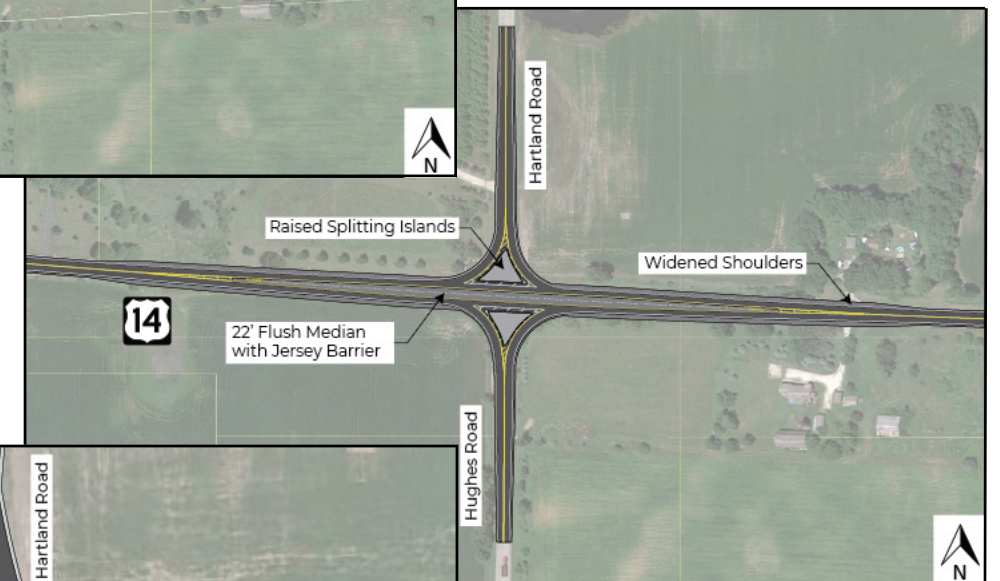 N
Hartland Road
Raised Splitting Islands
Widened Shoulders
14
22' Flush Median
with Jersey Barrier
Hughes Road
Hartland Road
N